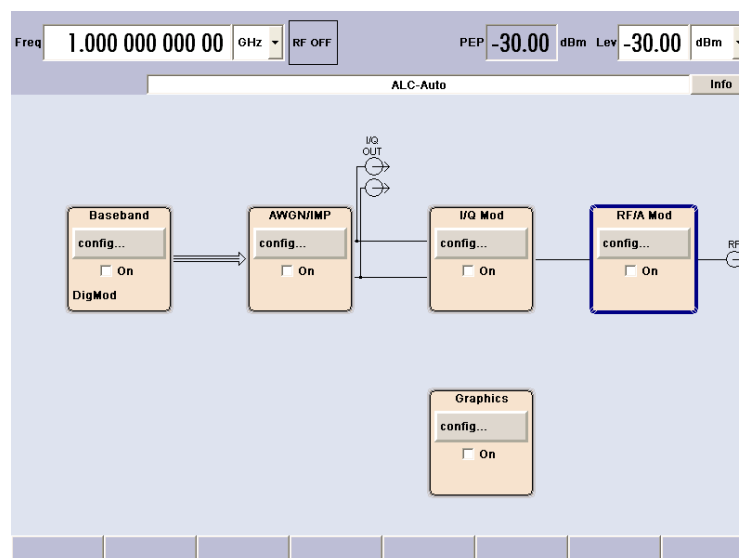 Freq 1.000 000 000 00 GHz RF OFF PEP -30.00 dBm Lev -30.00 dBm
ALC-Auto Info
I/Q
OUT
Baseband AWGN/IMP I/Q Mod RF/A Mod
config... config... config... config... RF
On On On On
DigMod
Graphics
config...
On